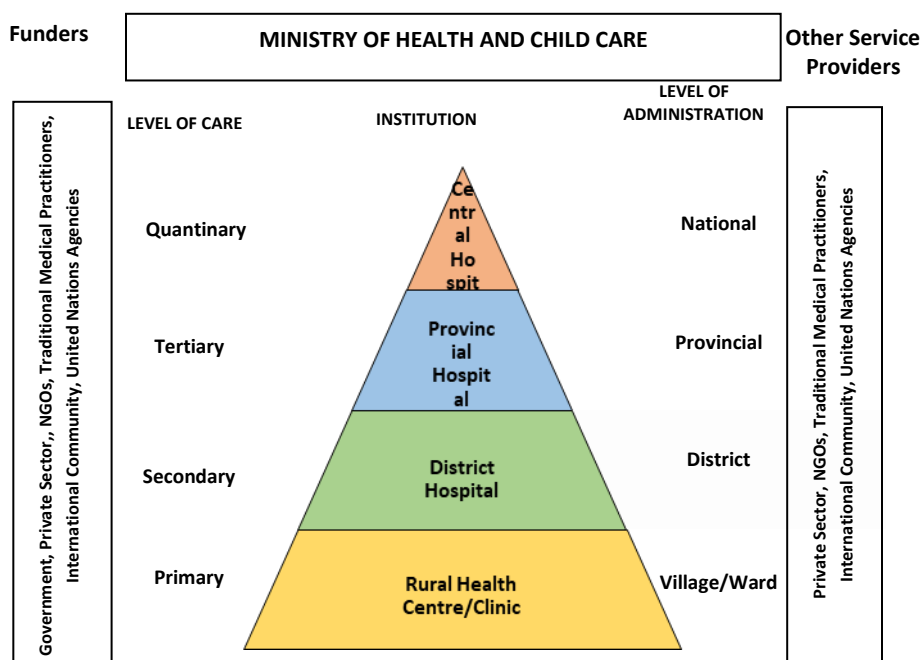 Funders
MINISTRY OF HEALTH AND CHILD CARE
Other Service
Providers
LEVEL OF CARE
INSTITUTION
LEVEL OF
ADMINISTRATION
Government, Private Sector,, NGOs, Traditional Medical Practitioners,
International Community, United Nations Agencies
Quantinary
Ce
ntr
al
Ho
spit
National
Tertiary
Provinc
ial
Hospit
al
Provincial
Secondary
District
Hospital
District
Primary
Rural Health
Centre/Clinic
Village/Ward
Private Sector, NGOs, Traditional Medical Practitioners,
International Community, United Nations Agencies